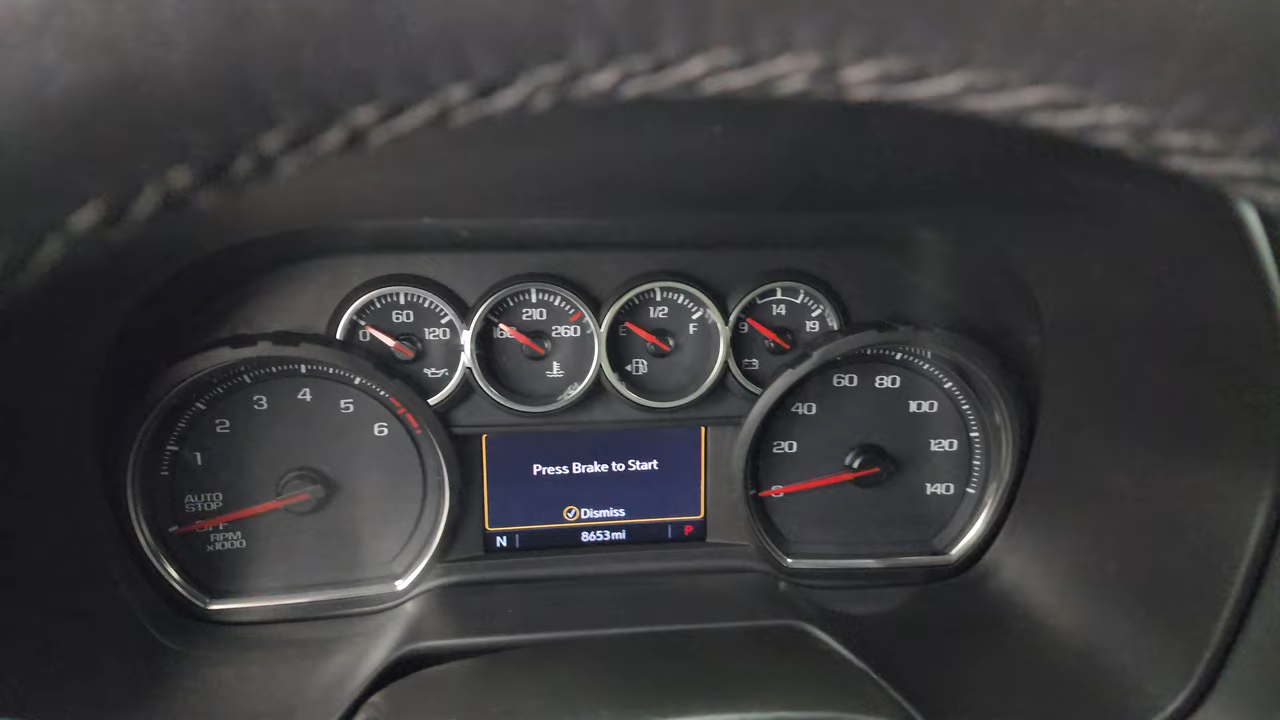 0 60 120
160 210 260
E 1/2 F
9 14 19
1 2 3 4 5 6
AUTO
STOP
OFF
RPM
x1000
Press Brake to Start
Dismiss
N 8653mi P
0 20 40 60 80 100 120 140